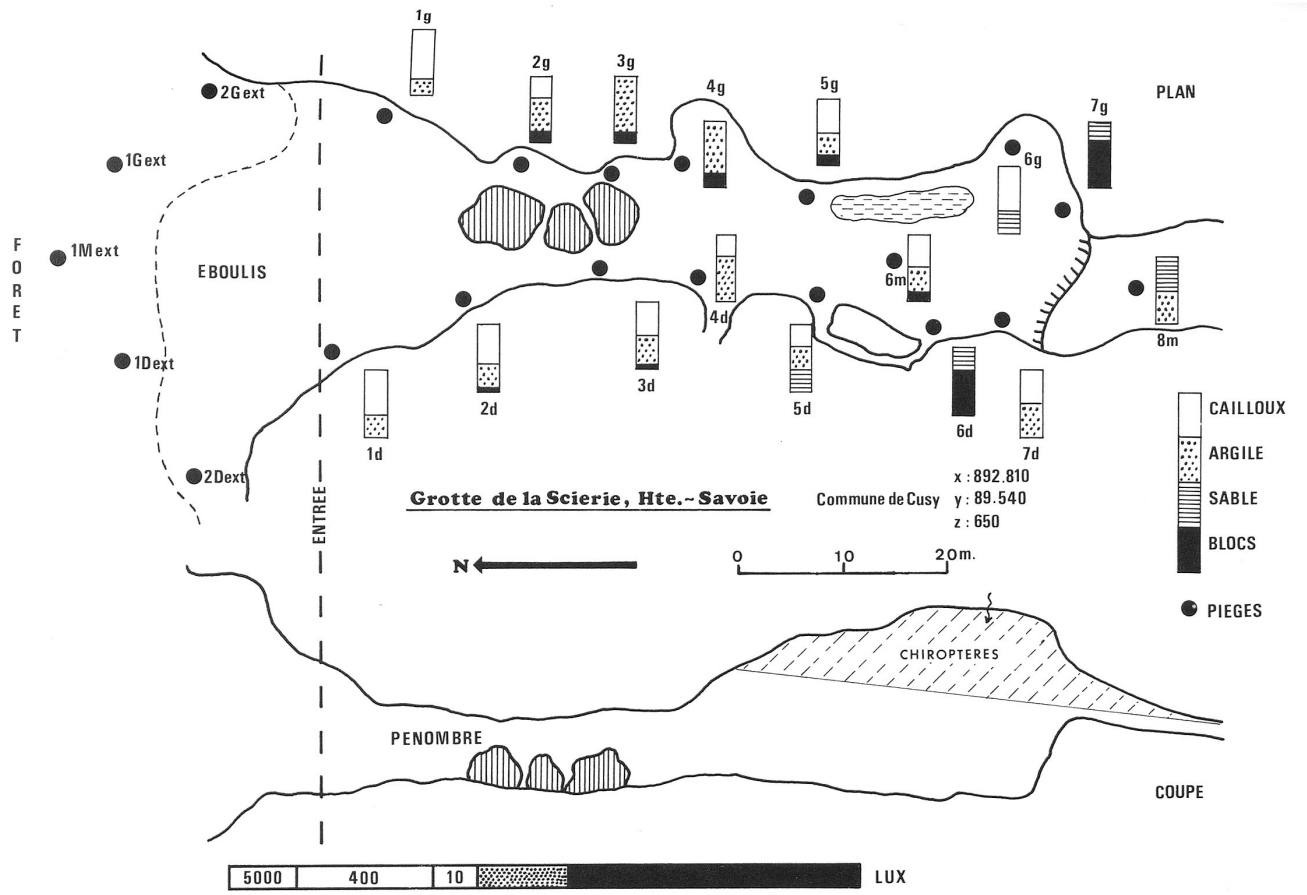 1g
2g
3g
4g
5g
7g
PLAN
2Gext
1Gext
6g
FORET
1Mext
EBOULIS
6m
4d
8m
1Dext
3d
2d
5d
1d
6d
7d
CAILLOUX
ARGILE
SABLE
BLOCS
PIEGES
2Dext
ENTREE
Grotte de la Scierie, Hte.~Savoie
Commune de Cusy
x : 892.810
y : 89.540
z : 650
N
0 10 20m.
CHIROPTERES
PENOMBRE
COUPE
5000 400 10 LUX